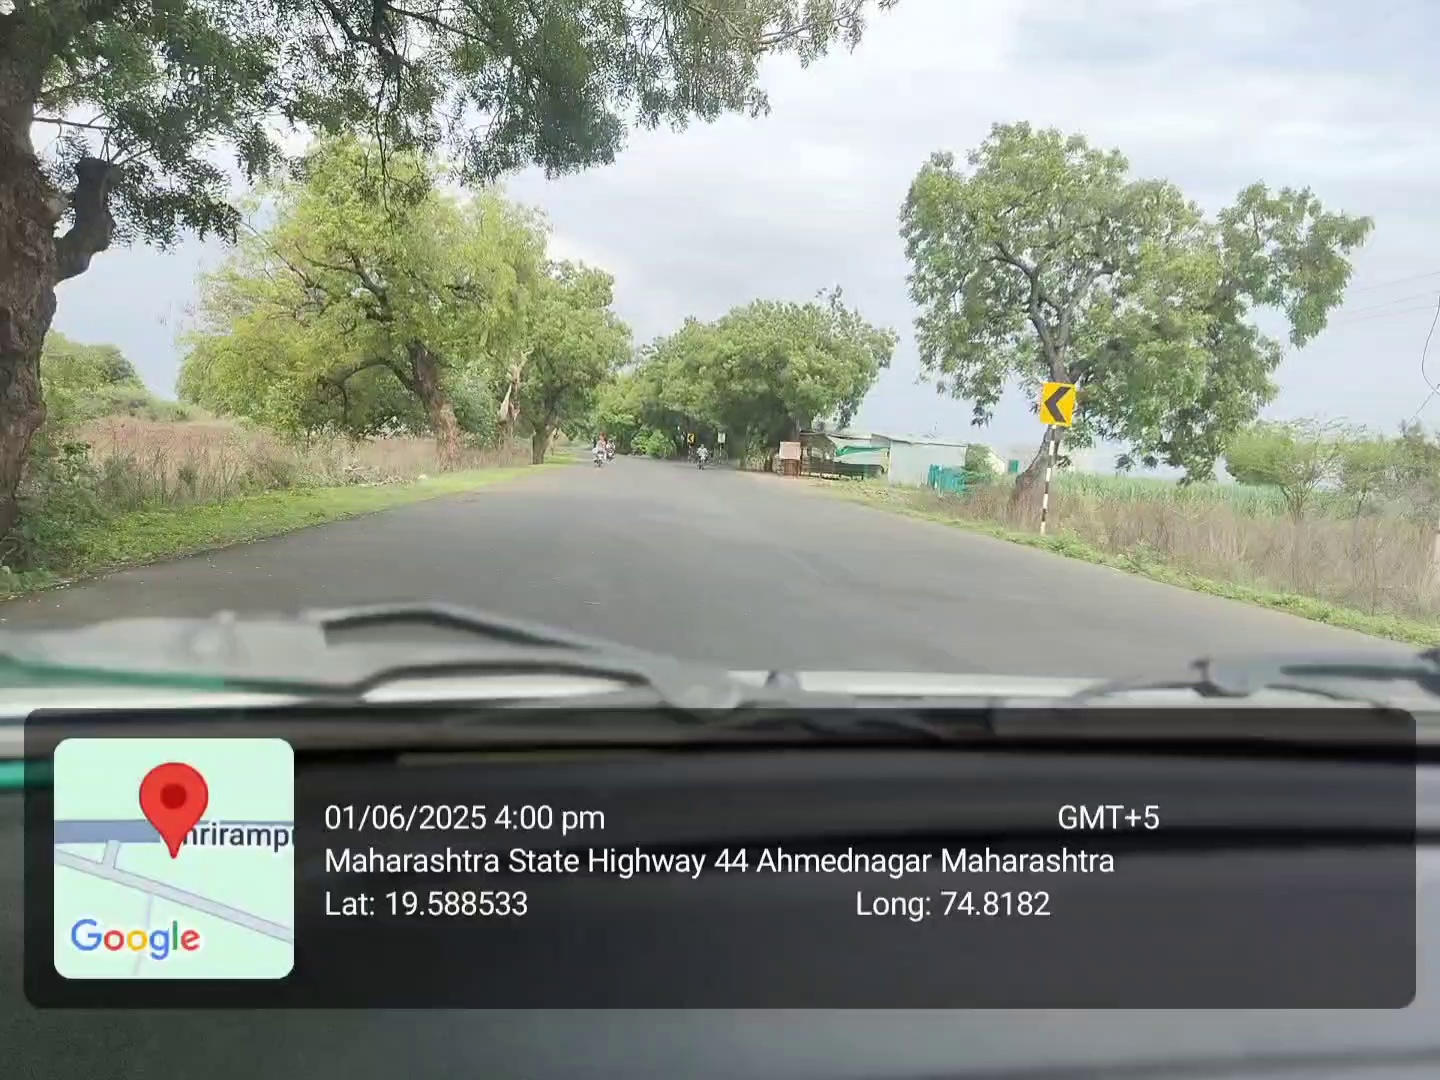 01/06/2025 4:00 pm GMT+5
Maharashtra State Highway 44 Ahmednagar Maharashtra
Lat: 19.588533 Long: 74.8182
Google